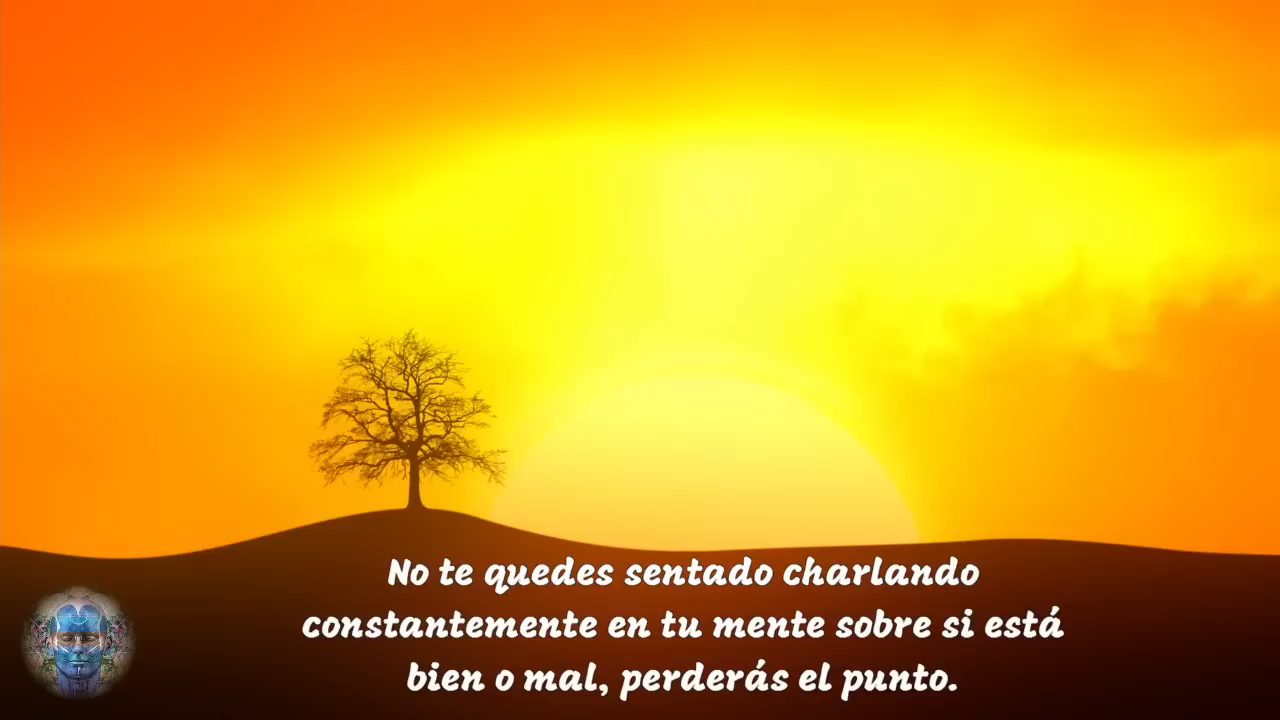 No te quedes sentado charlando
constantemente en tu mente sobre si está
bien o mal, perderás el punto.